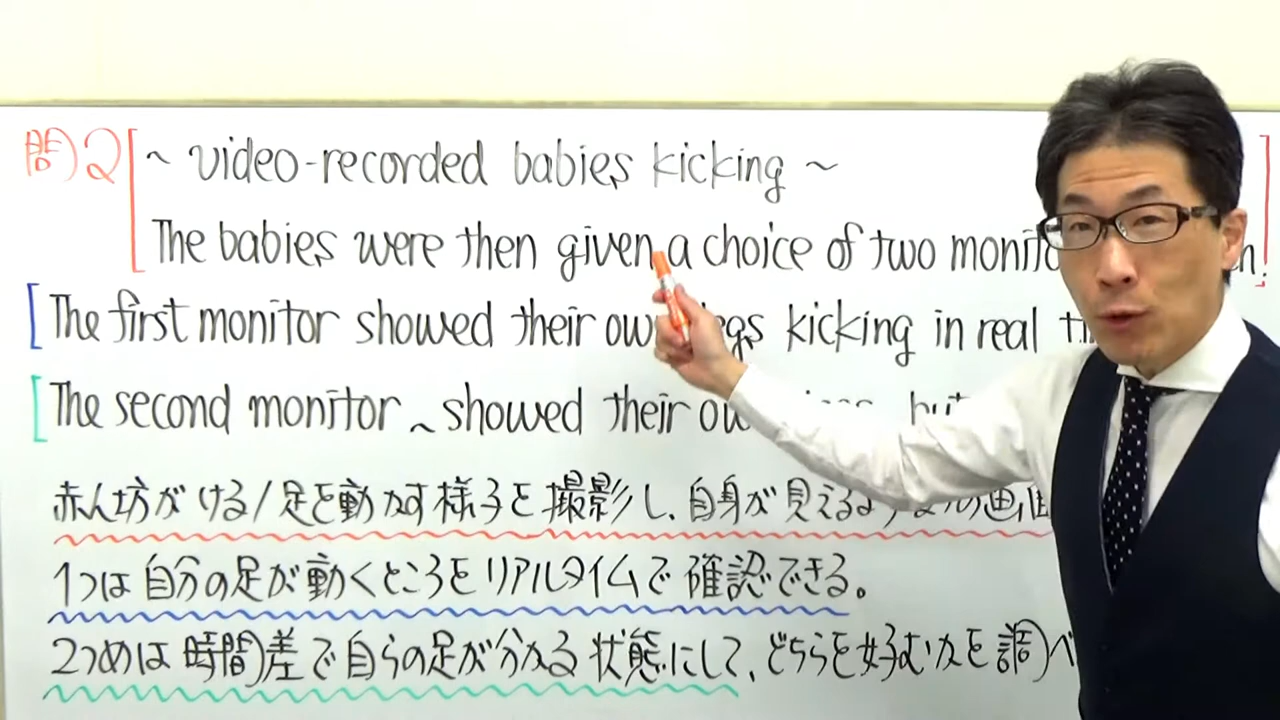 問2 ~ video-recorded babies kicking ~
The babies were then given a choice of two
The first monitor showed their own legs kicking in real
The second monitor ~ showed their
赤ん坊がける/足を動かす様子を撮影し、自身が見える
1つは自分の足が動くところをリアルタイムで確認できる。
2つめは時間差で自らの足が分かる状態にして、どちらを好むかを調べ